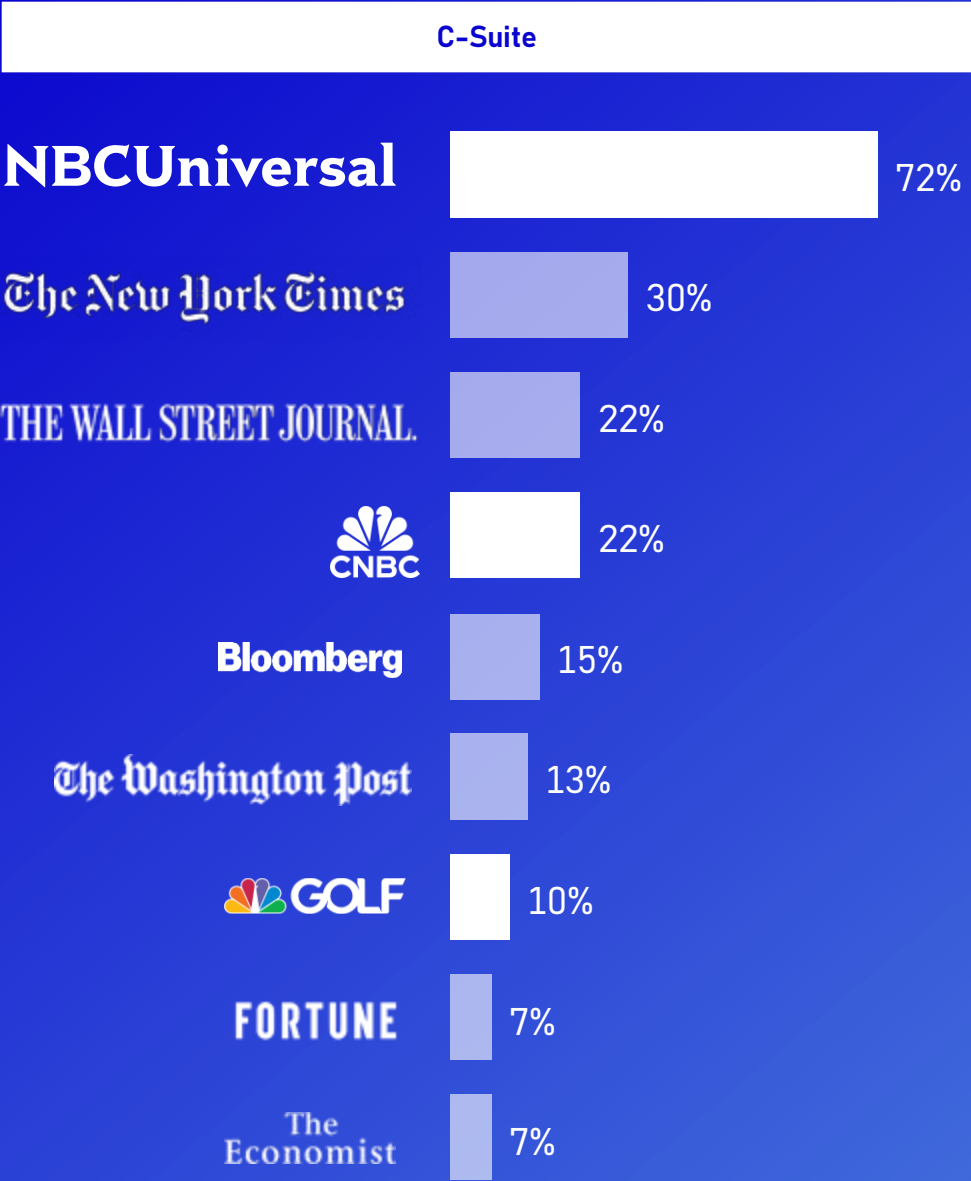 C-Suite
NBCUniversal
72%
The New York Times
30%
THE WALL STREET JOURNAL.
22%
CNBC
22%
Bloomberg
15%
The Washington Post
13%
GOLF
10%
FORTUNE
7%
The
Economist
7%